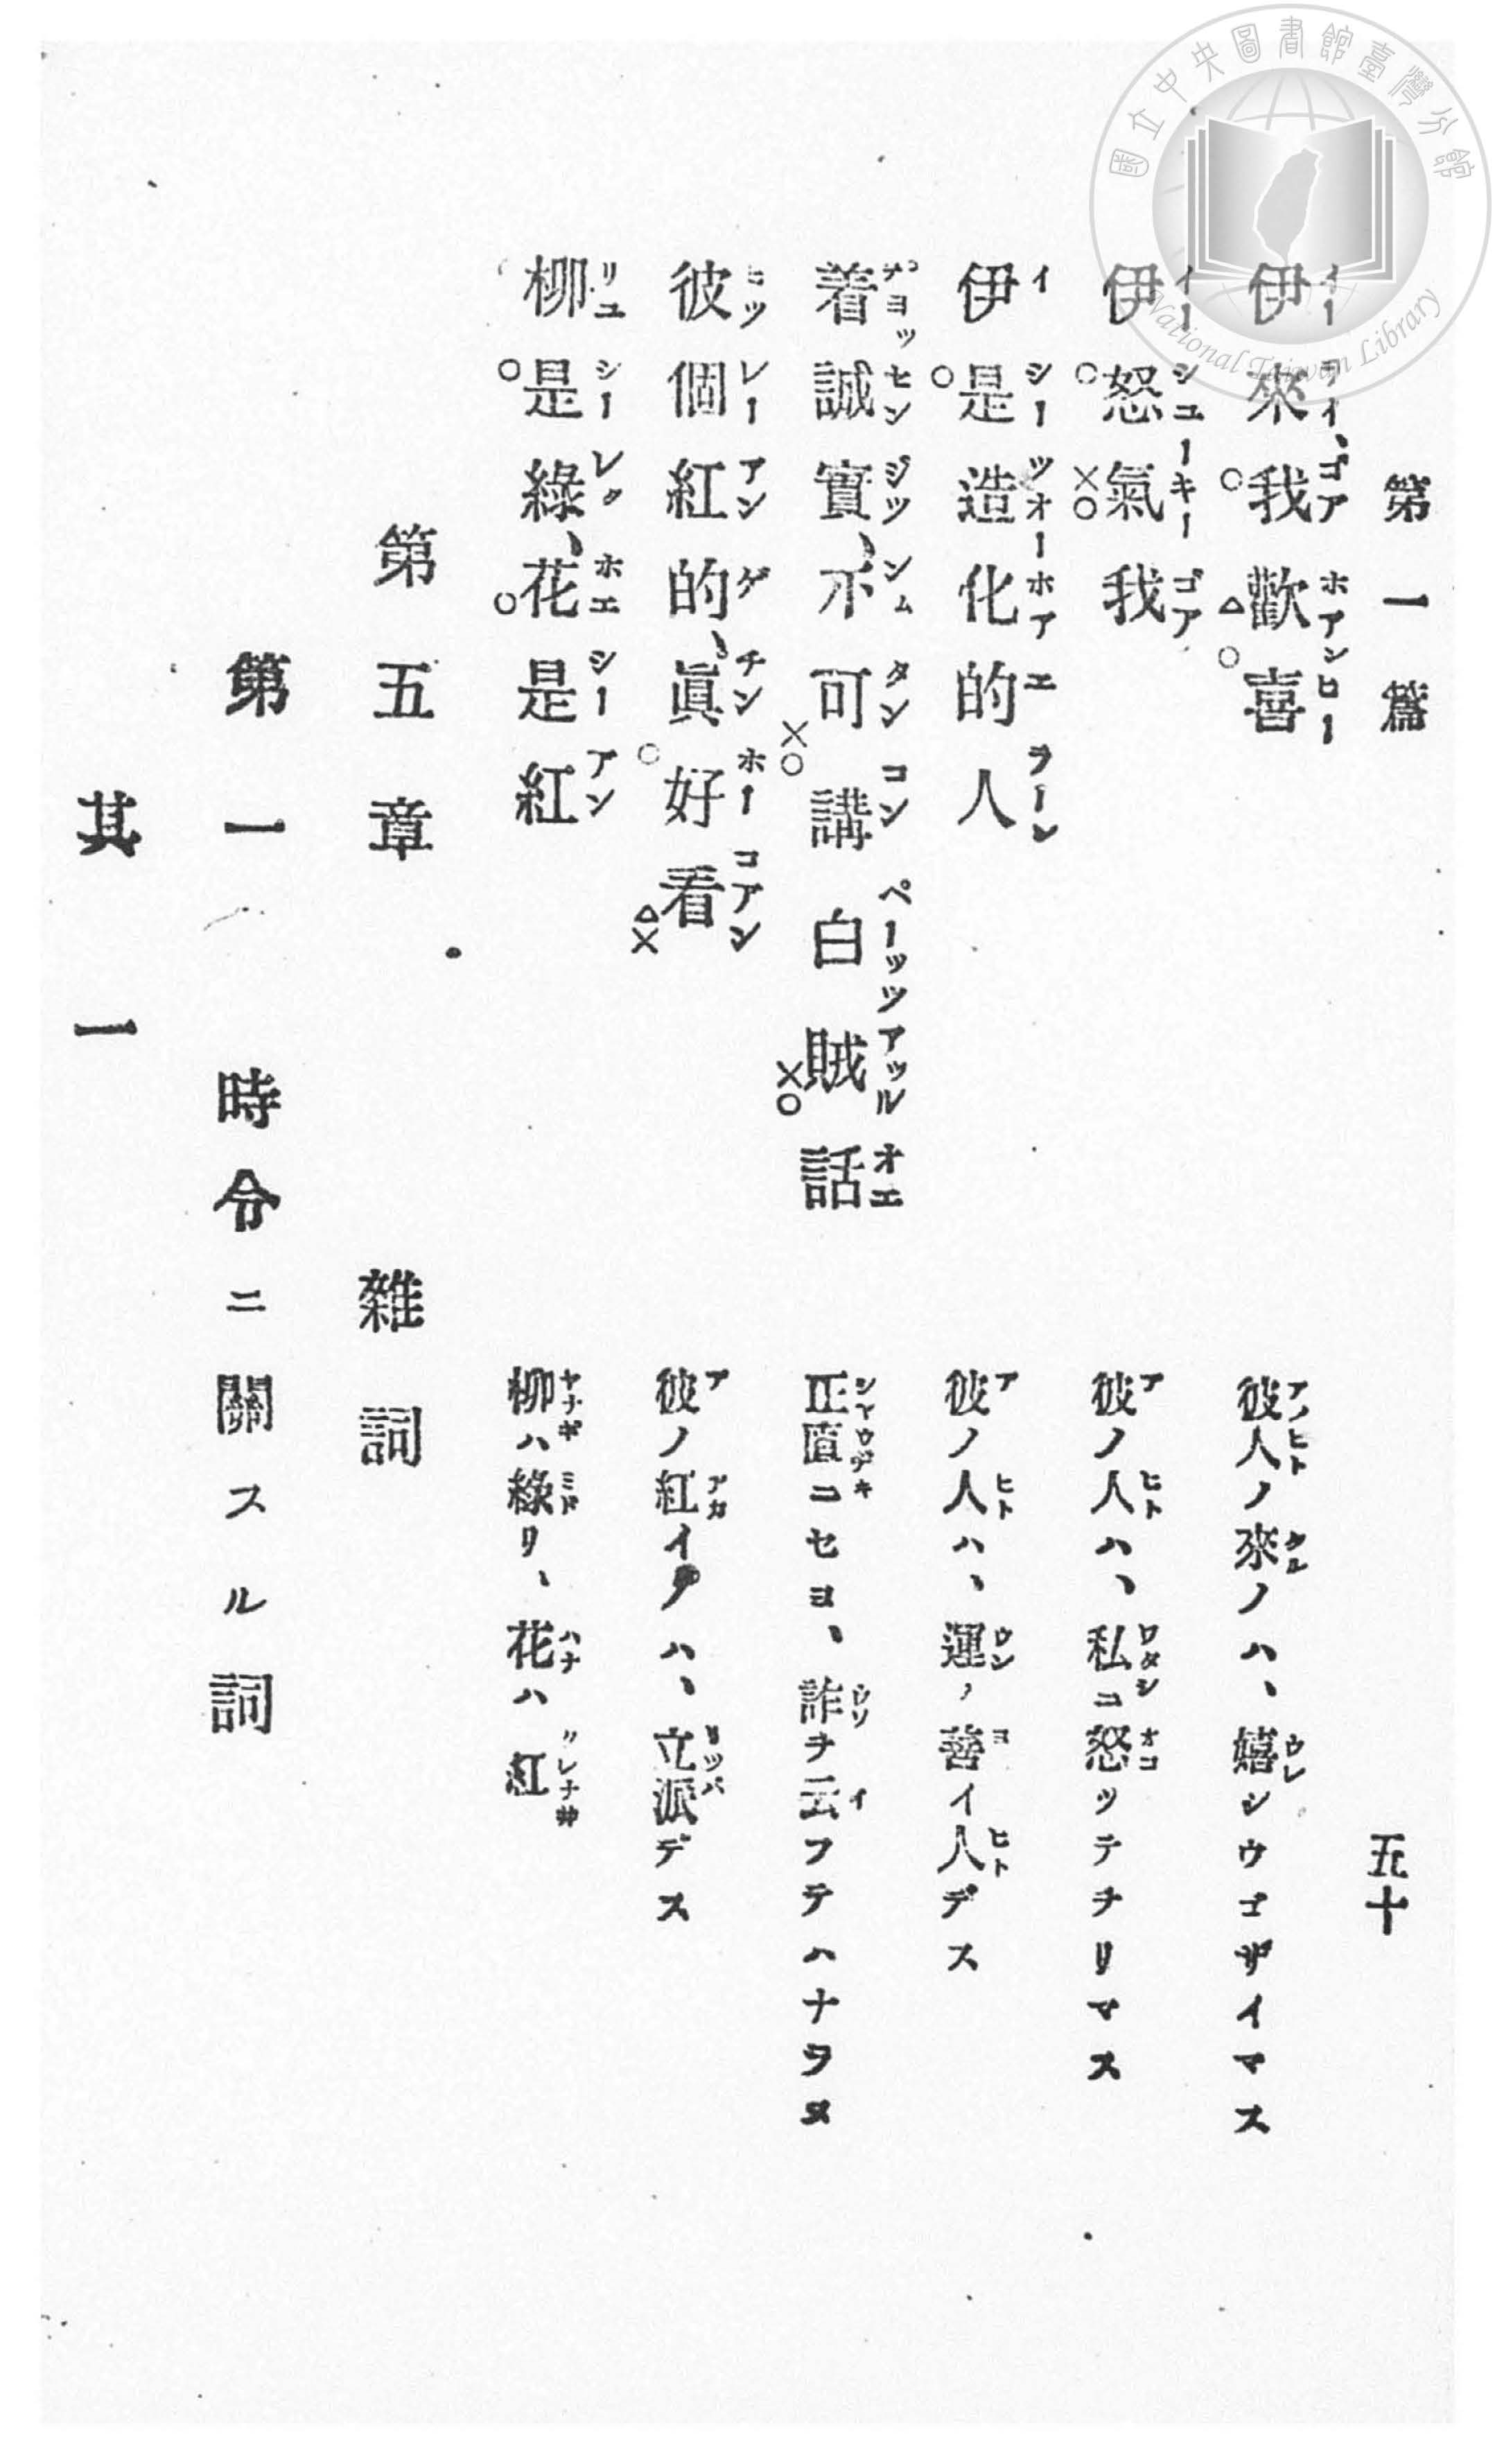 國立中央圖書館臺灣分館
National Taiwan Library
第一篇
五十
伊來、我歡喜
彼人ノ來ノハ、嬉シウゴザイマス
伊怒氣我
彼ノ人ハ、私ニ怒ツテヲリマス
伊是造化的人
彼ノ人ハ、運ノ善イ人デス
着誠實、不可講白賊話
正直ニセヨ、詐ヲ云フテハナラヌ
彼個紅的、眞好看
彼ノ紅イノハ、立派デス
柳是綠、花是紅
柳ハ綠リ、花ハ紅
第五章 雜詞
第一 時令ニ關スル詞
其一